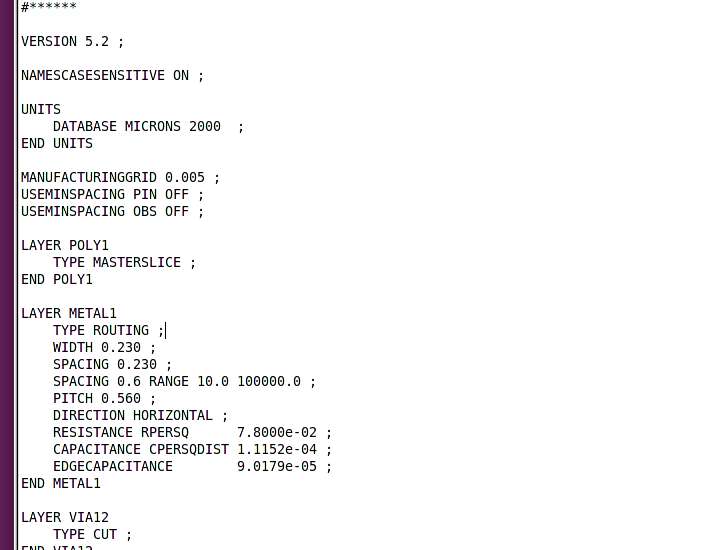 #******
VERSION 5.2 ;
NAMESCASESENSITIVE ON ;
UNITS
DATABASE MICRONS 2000 ;
END UNITS
MANUFACTURINGGRID 0.005 ;
USEMINSPACING PIN OFF ;
USEMINSPACING OBS OFF ;
LAYER POLY1
TYPE MASTERSLICE ;
END POLY1
LAYER METAL1
TYPE ROUTING ;
WIDTH 0.230 ;
SPACING 0.230 ;
SPACING 0.6 RANGE 10.0 100000.0 ;
PITCH 0.560 ;
DIRECTION HORIZONTAL ;
RESISTANCE RPERSQ 7.8000e-02 ;
CAPACITANCE CPERSQDIST 1.1152e-04 ;
EDGECAPACITANCE 9.0179e-05 ;
END METAL1
LAYER VIA12
TYPE CUT ;
END VIA12